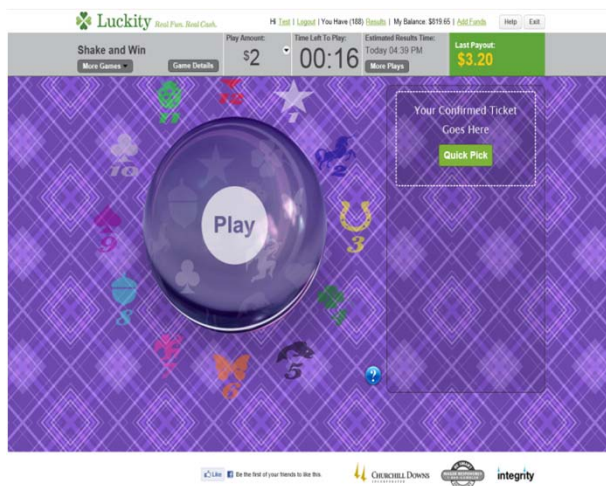 Luckity Real Fun. Real Cash.
Hi Test | Logout | You Have (188) Results | My Balance: $819.65 | Add Funds
Help
Exit
Shake and Win
More Games
Game Details
Play Amount:
$2
Time Left To Play:
00:16
Estimated Results Time:
Today 04:39 PM
More Plays
Last Payout:
$3.20
11
12
1
10
2
9
3
8
4
7
6
5
Play
Your Confirmed Ticket
Goes Here
Quick Pick
?
Like
Be the first of your friends to like this.
CHURCHILL DOWNS
INCORPORATED
integrity